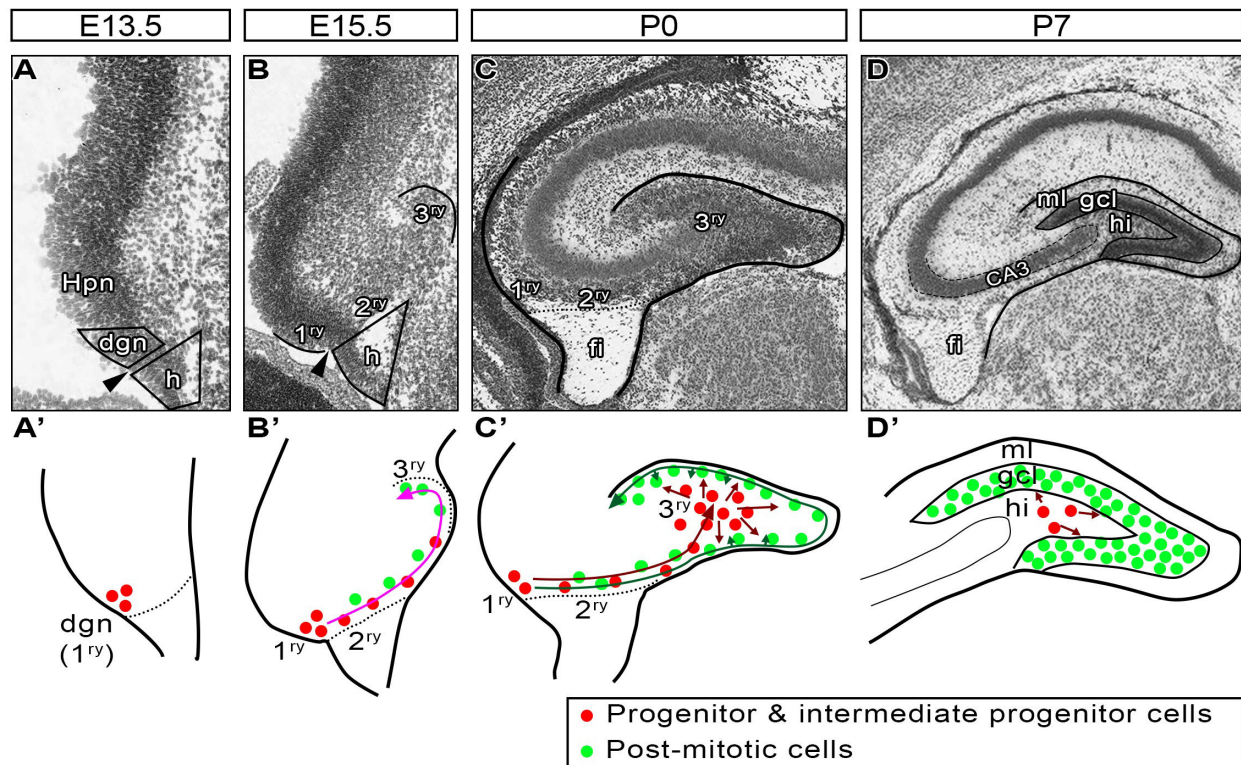 E13.5
E15.5
P0
P7
A
Hpn
dgn
h
B
3ry
2ry
1ry
h
C
3ry
1ry
2ry
fi
D
ml
gcl
hi
CA3
fi
A’
dgn
(1ry)
B’
3ry
1ry
2ry
C’
3ry
1ry
2ry
D’
ml
gcl
hi
Progenitor & intermediate progenitor cells
Post-mitotic cells